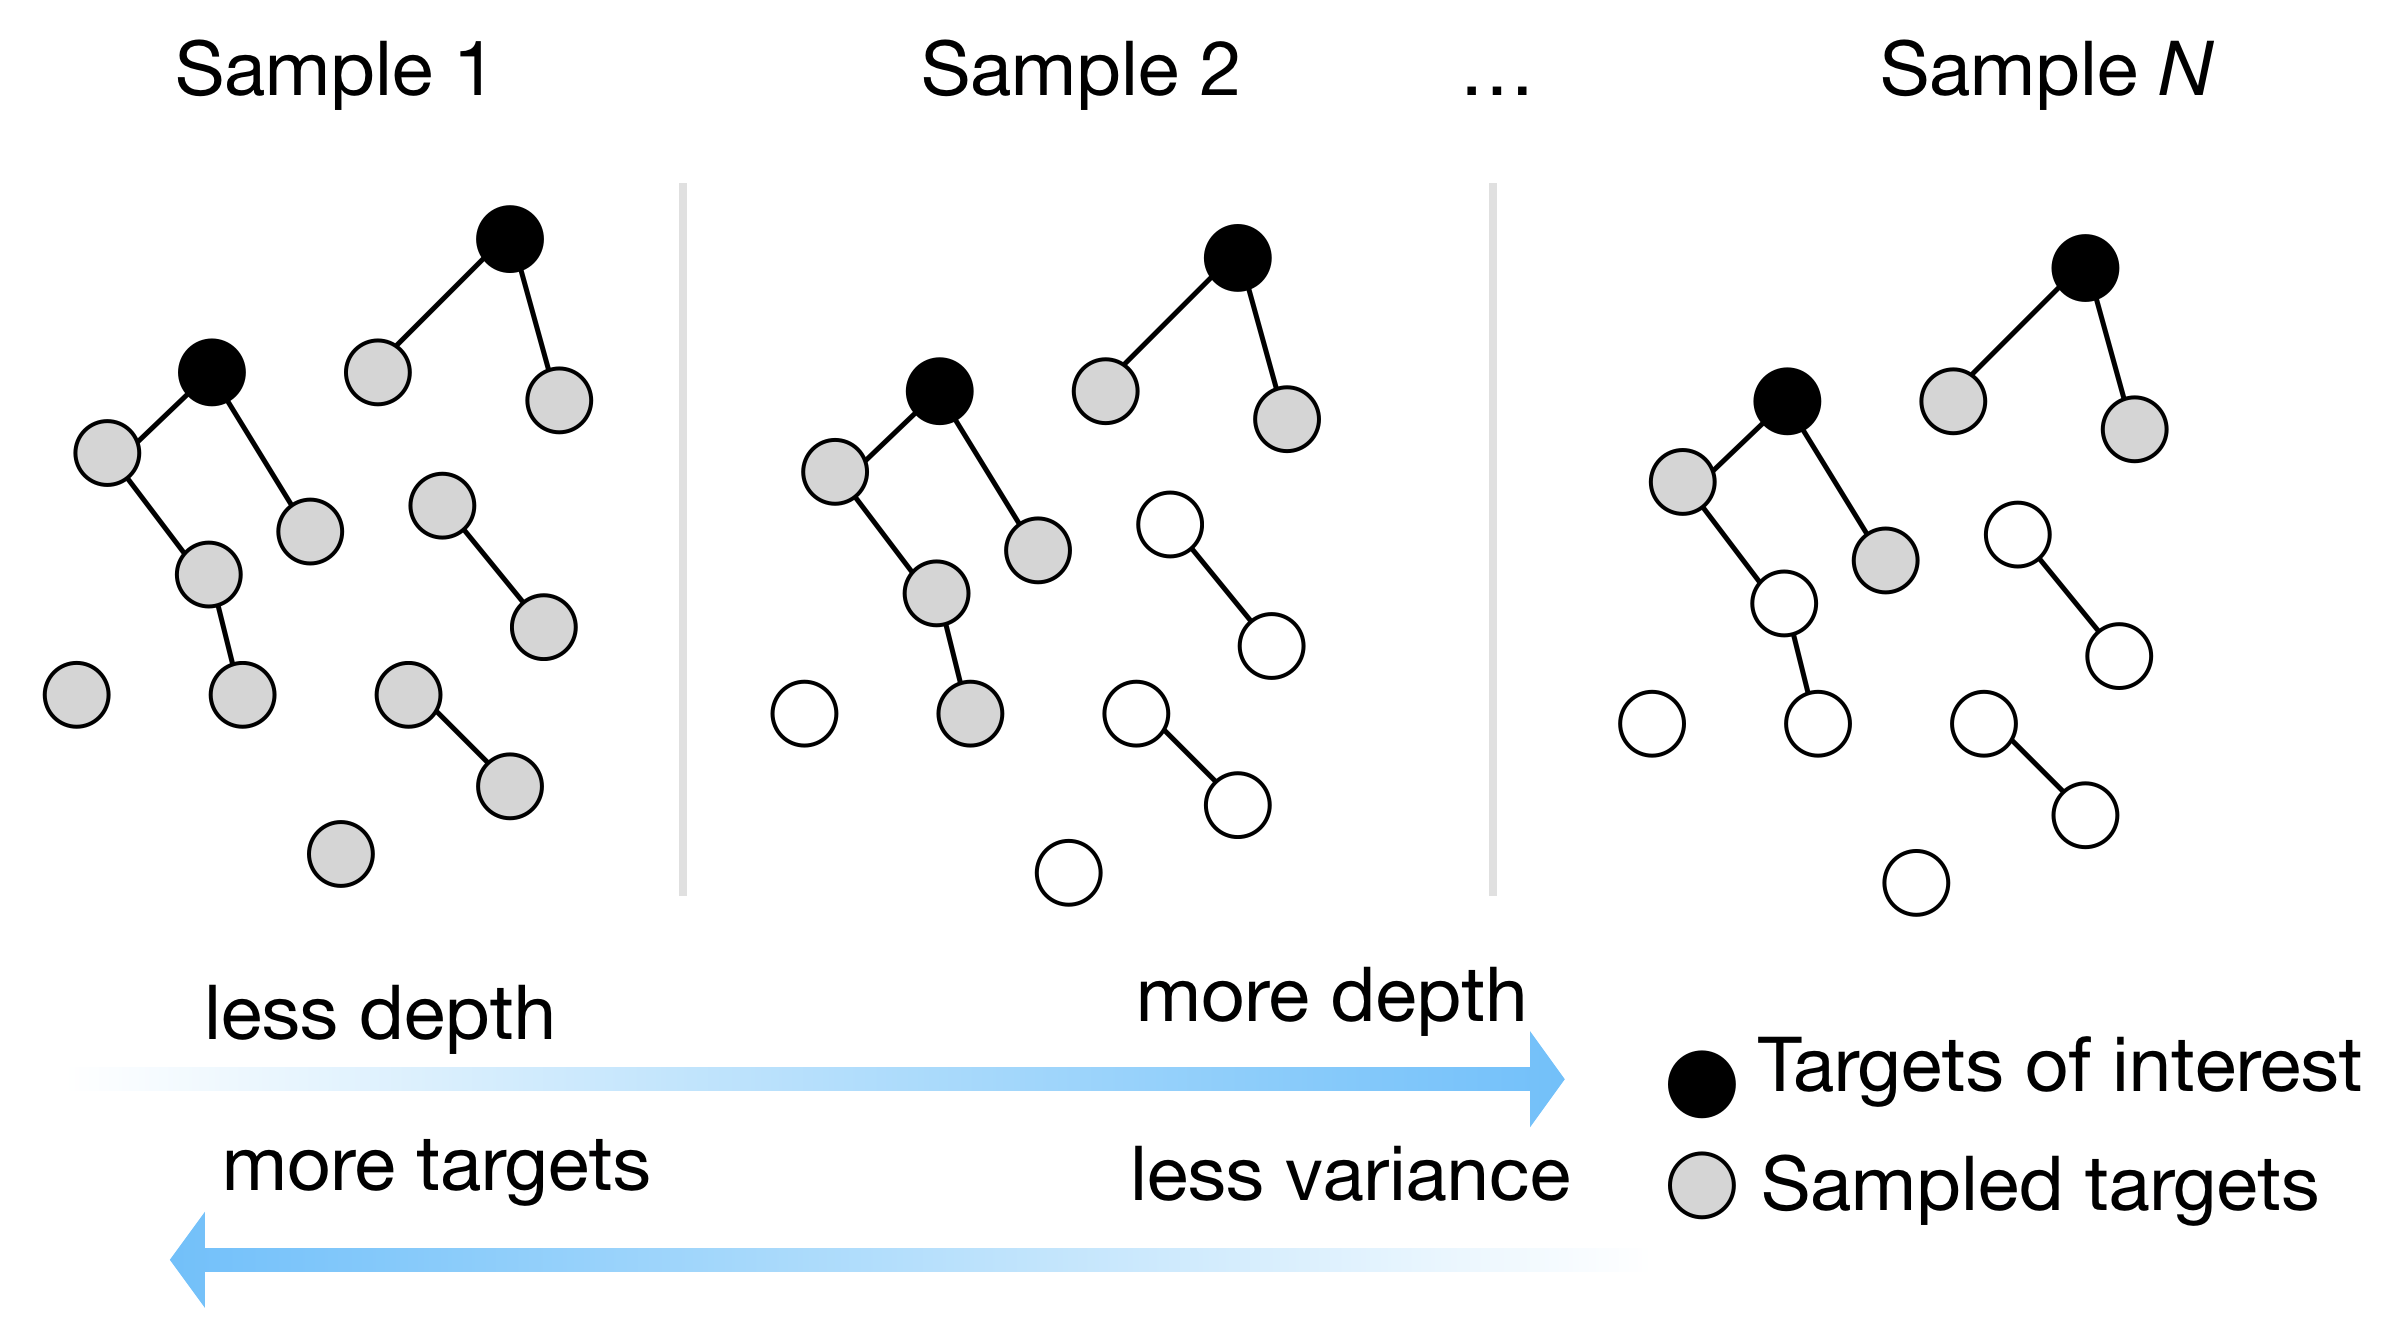 Sample 1
Sample 2
...
Sample N
less depth
more depth
more targets
less variance
Targets of interest
Sampled targets